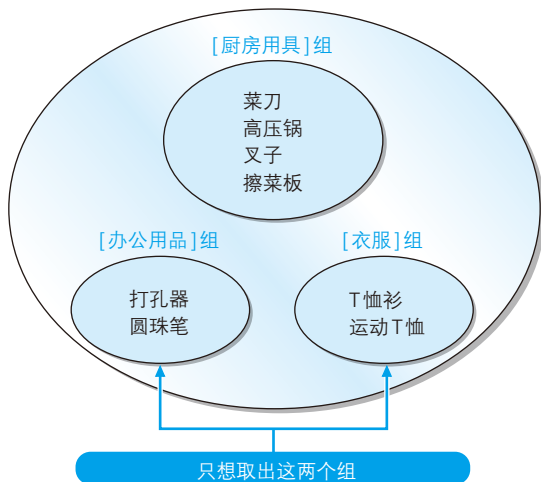 [厨房用具]组
菜刀
高压锅
叉子
擦菜板
[办公用品]组
打孔器
圆珠笔
[衣服]组
T恤衫
运动T恤
只想取出这两个组